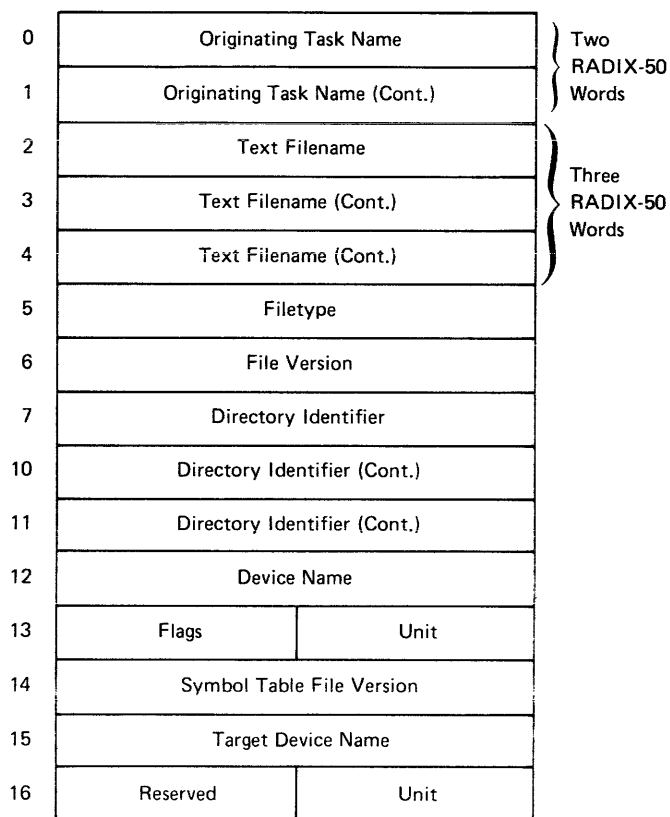 0 Originating Task Name
1 Originating Task Name (Cont.)
Two
RADIX-50
Words
2 Text Filename
3 Text Filename (Cont.)
4 Text Filename (Cont.)
Three
RADIX-50
Words
5 Filetype
6 File Version
7 Directory Identifier
10 Directory Identifier (Cont.)
11 Directory Identifier (Cont.)
12 Device Name
13 Flags Unit
14 Symbol Table File Version
15 Target Device Name
16 Reserved Unit